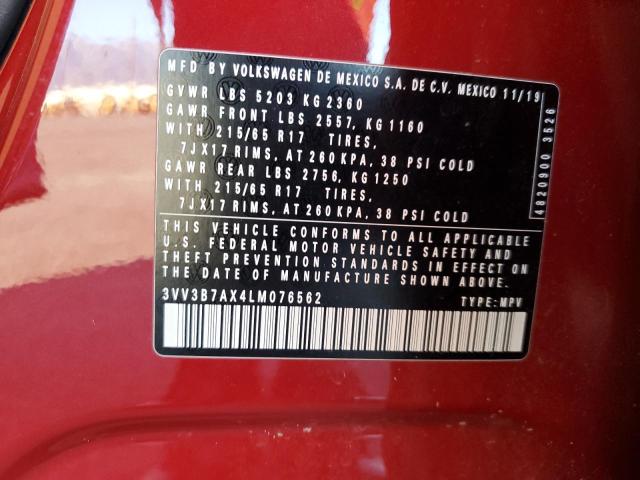 MFD BY VOLKSWAGEN DE MEXICO S.A. DE C.V. MEXICO 11/19
GVWR LBS 5203 KG 2360
GAWR FRONT LBS 2557, KG 1160
WITH 215/65 R17 TIRES,
7JX17 RIMS, AT 260 KPA, 38 PSI COLD
GAWR REAR LBS 2756, KG 1250
WITH 215/65 R17 TIRES,
7JX17 RIMS, AT 260 KPA, 38 PSI COLD
THIS VEHICLE CONFORMS TO ALL APPLICABLE
U.S. FEDERAL MOTOR VEHICLE SAFETY AND
THEFT PREVENTION STANDARDS IN EFFECT ON THE
DATE OF MANUFACTURE SHOWN ABOVE.
3VV3B7AX4LM076562 TYPE: MPV
4820900 3526